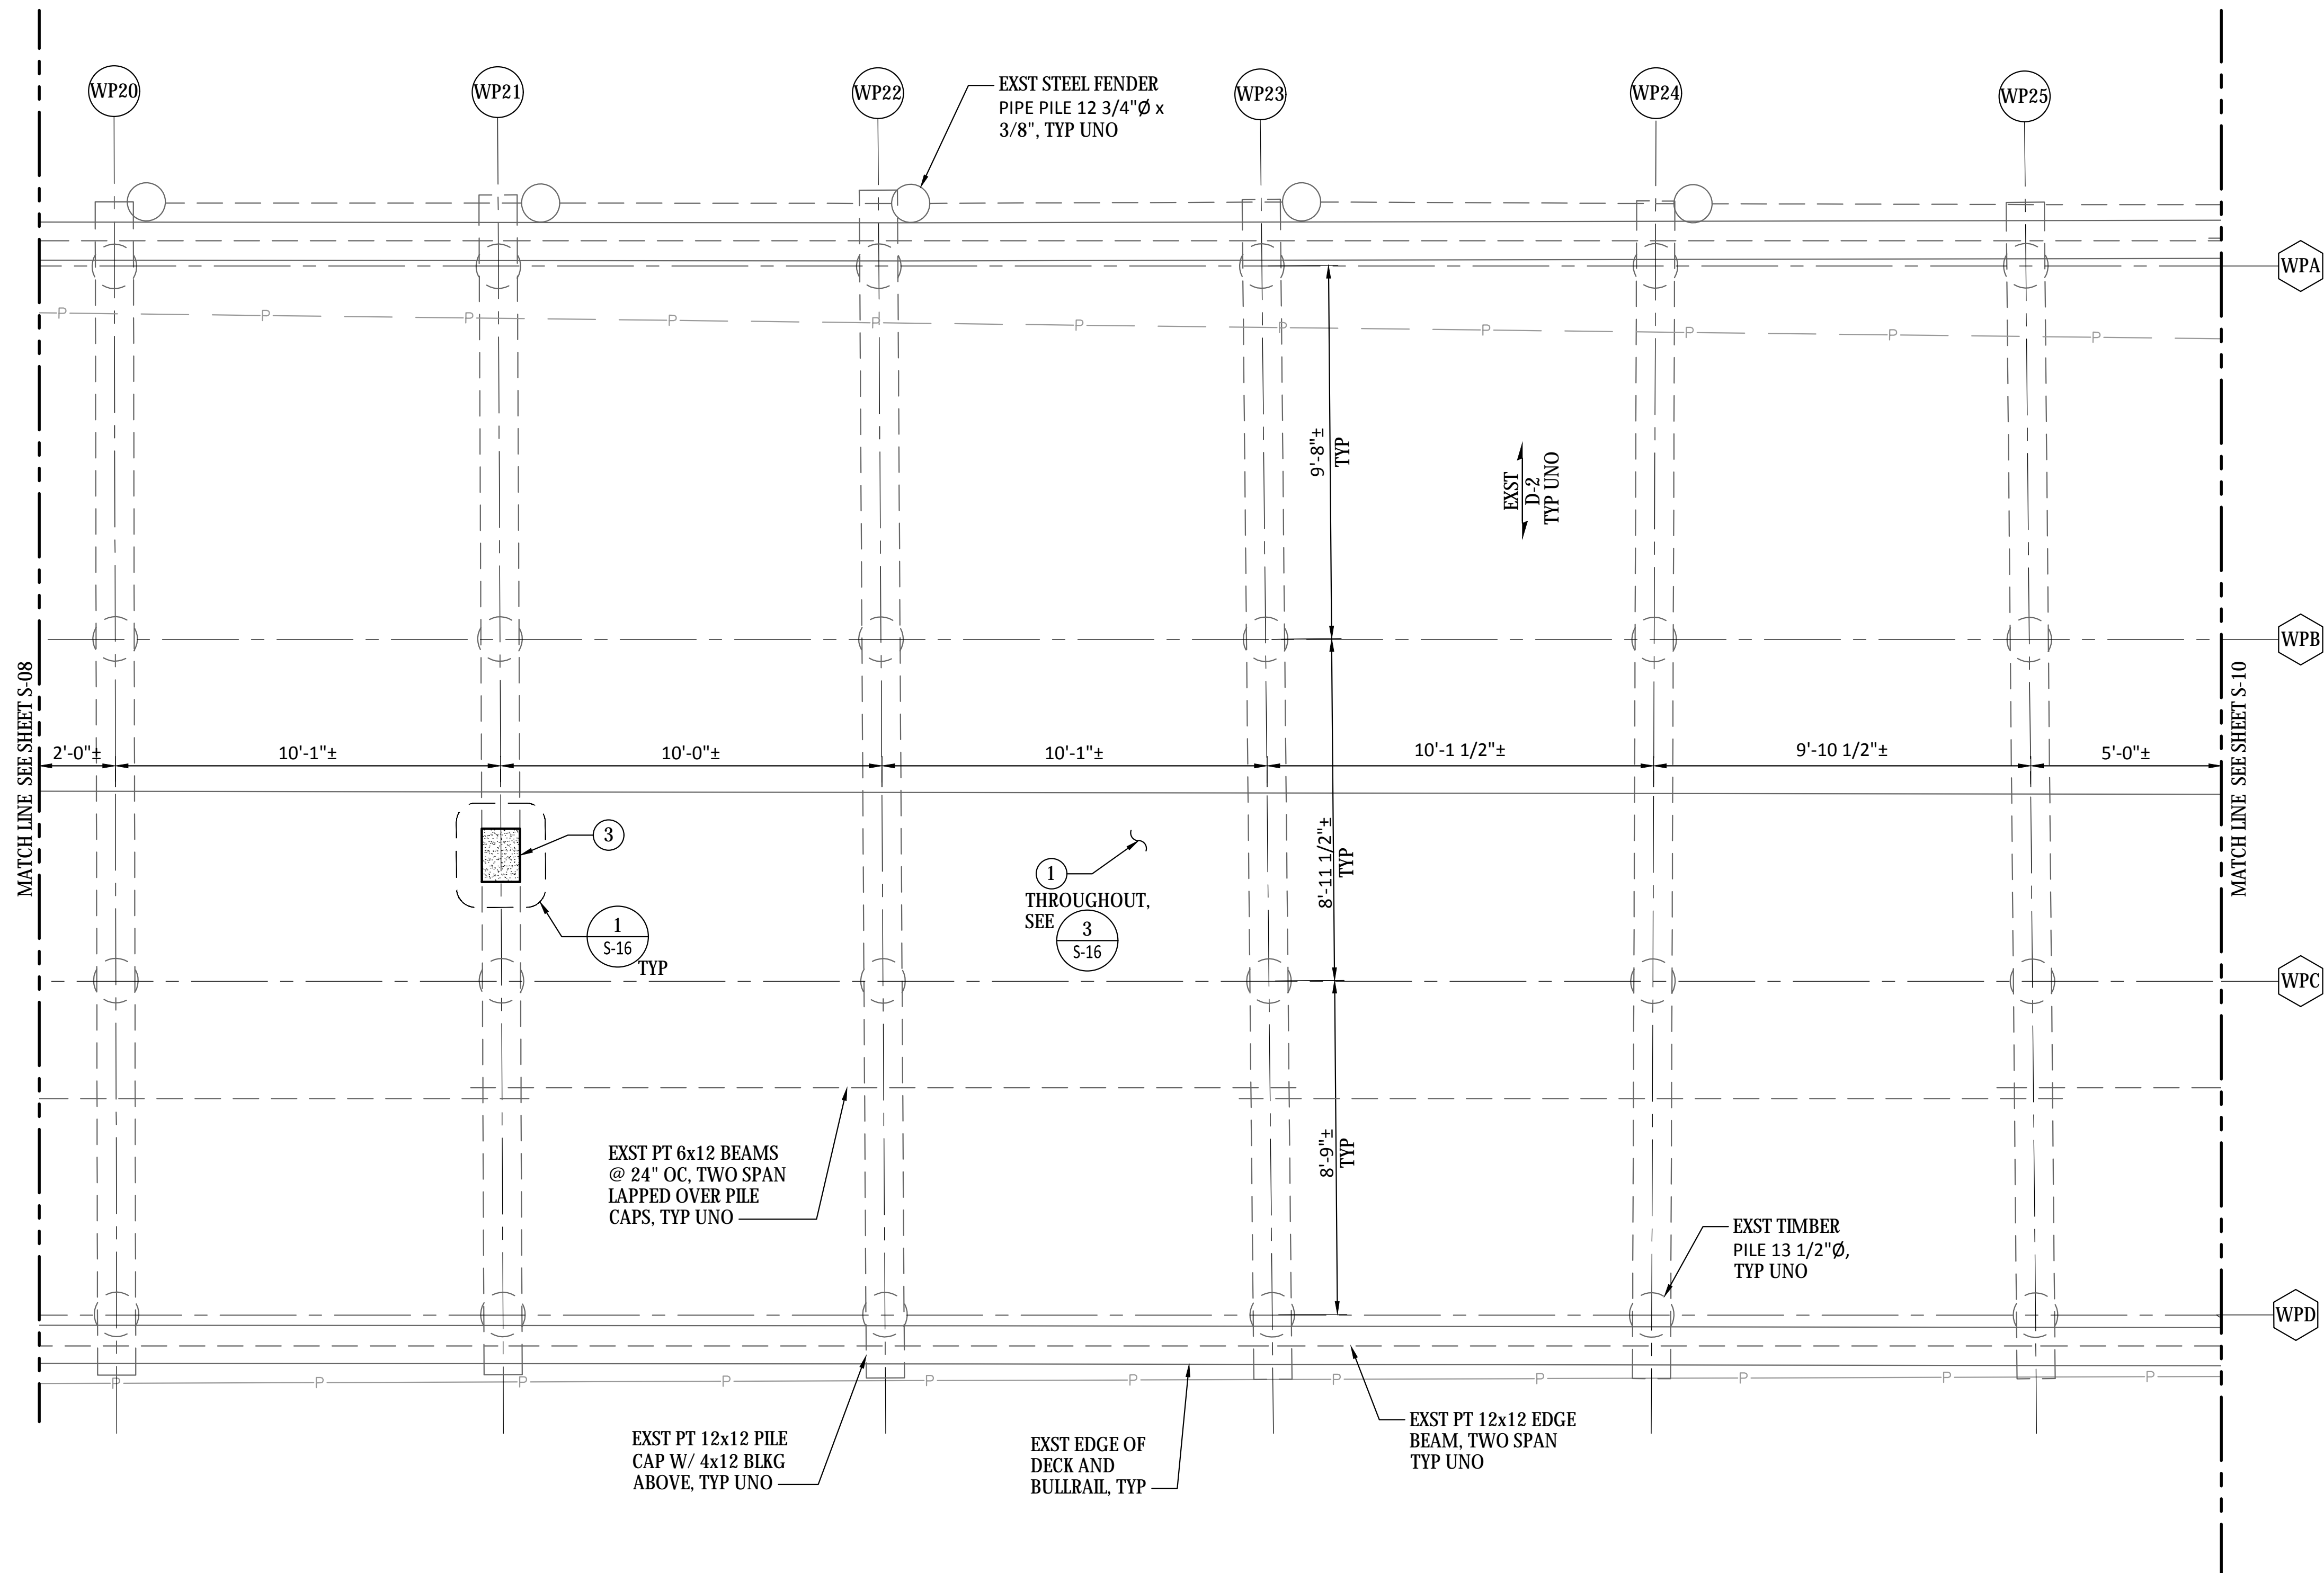 WP20
WP21
WP22
WP23
WP24
WP25
EXST STEEL FENDER
PIPE PILE 12 3/4"Ø x
3/8", TYP UNO
WPA
P P P P P P P P P P P
9'-8"±
TYP
EXST
D-2
TYP UNO
WPB
MATCH LINE  SEE SHEET S-08
MATCH LINE  SEE SHEET S-10
2'-0"±
10'-1"±
10'-0"±
10'-1"±
10'-1 1/2"±
9'-10 1/2"±
5'-0"±
3
1
S-16
TYP
1
THROUGHOUT,
SEE
3
S-16
8'-11 1/2"±
TYP
WPC
EXST PT 6x12 BEAMS
@ 24" OC, TWO SPAN
LAPPED OVER PILE
CAPS, TYP UNO
8'-9"±
TYP
EXST TIMBER
PILE 13 1/2"Ø,
TYP UNO
WPD
P P P P P P P P P P P
EXST PT 12x12 PILE
CAP W/ 4x12 BLKG
ABOVE, TYP UNO
EXST EDGE OF
DECK AND
BULLRAIL, TYP
EXST PT 12x12 EDGE
BEAM, TWO SPAN
TYP UNO